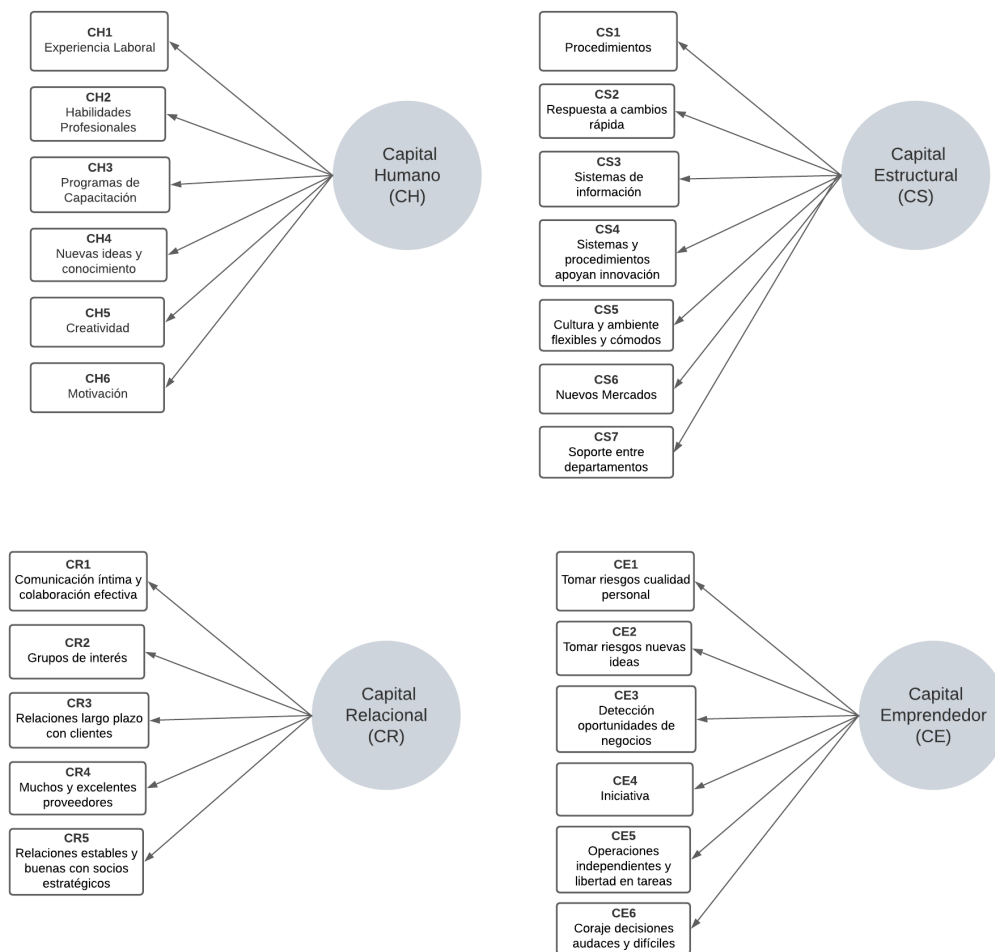 CH1
Experiencia Laboral
CH2
Habilidades
Profesionales
CH3
Programas de
Capacitación
CH4
Nuevas ideas y
conocimiento
CH5
Creatividad
CH6
Motivación
Capital
Humano
(CH)
CS1
Procedimientos
CS2
Respuesta a cambios
rápida
CS3
Sistemas de
información
CS4
Sistemas y
procedimientos
apoyan innovación
CS5
Cultura y ambiente
flexibles y cómodos
CS6
Nuevos Mercados
CS7
Soporte entre
departamentos
Capital
Estructural
(CS)
CR1
Comunicación íntima y
colaboración efectiva
CR2
Grupos de interés
CR3
Relaciones largo plazo
con clientes
CR4
Muchos y excelentes
proveedores
CR5
Relaciones estables y
buenas con socios
estratégicos
Capital
Relacional
(CR)
CE1
Tomar riesgos cualidad
personal
CE2
Tomar riesgos nuevas
ideas
CE3
Detección
oportunidades de
negocios
CE4
Iniciativa
CE5
Operaciones
independientes y
libertad en tareas
CE6
Coraje decisiones
audaces y difíciles
Capital
Emprendedor
(CE)